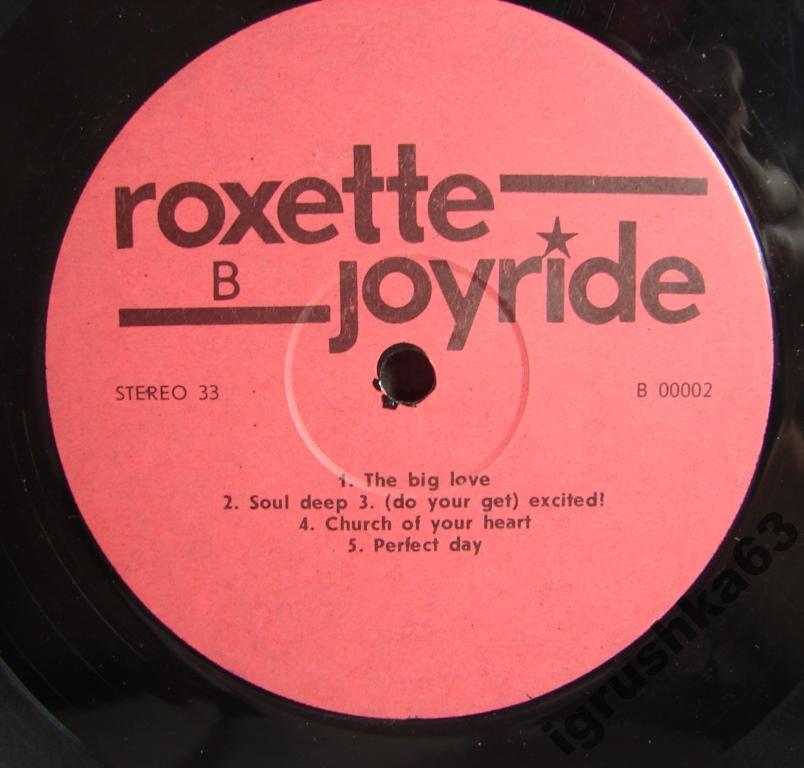 roxette
B joyride
STEREO 33 B 00002
1. The big love
2. Soul deep 3. (do your get) excited!
4. Church of your heart
5. Perfect day
igrushka63